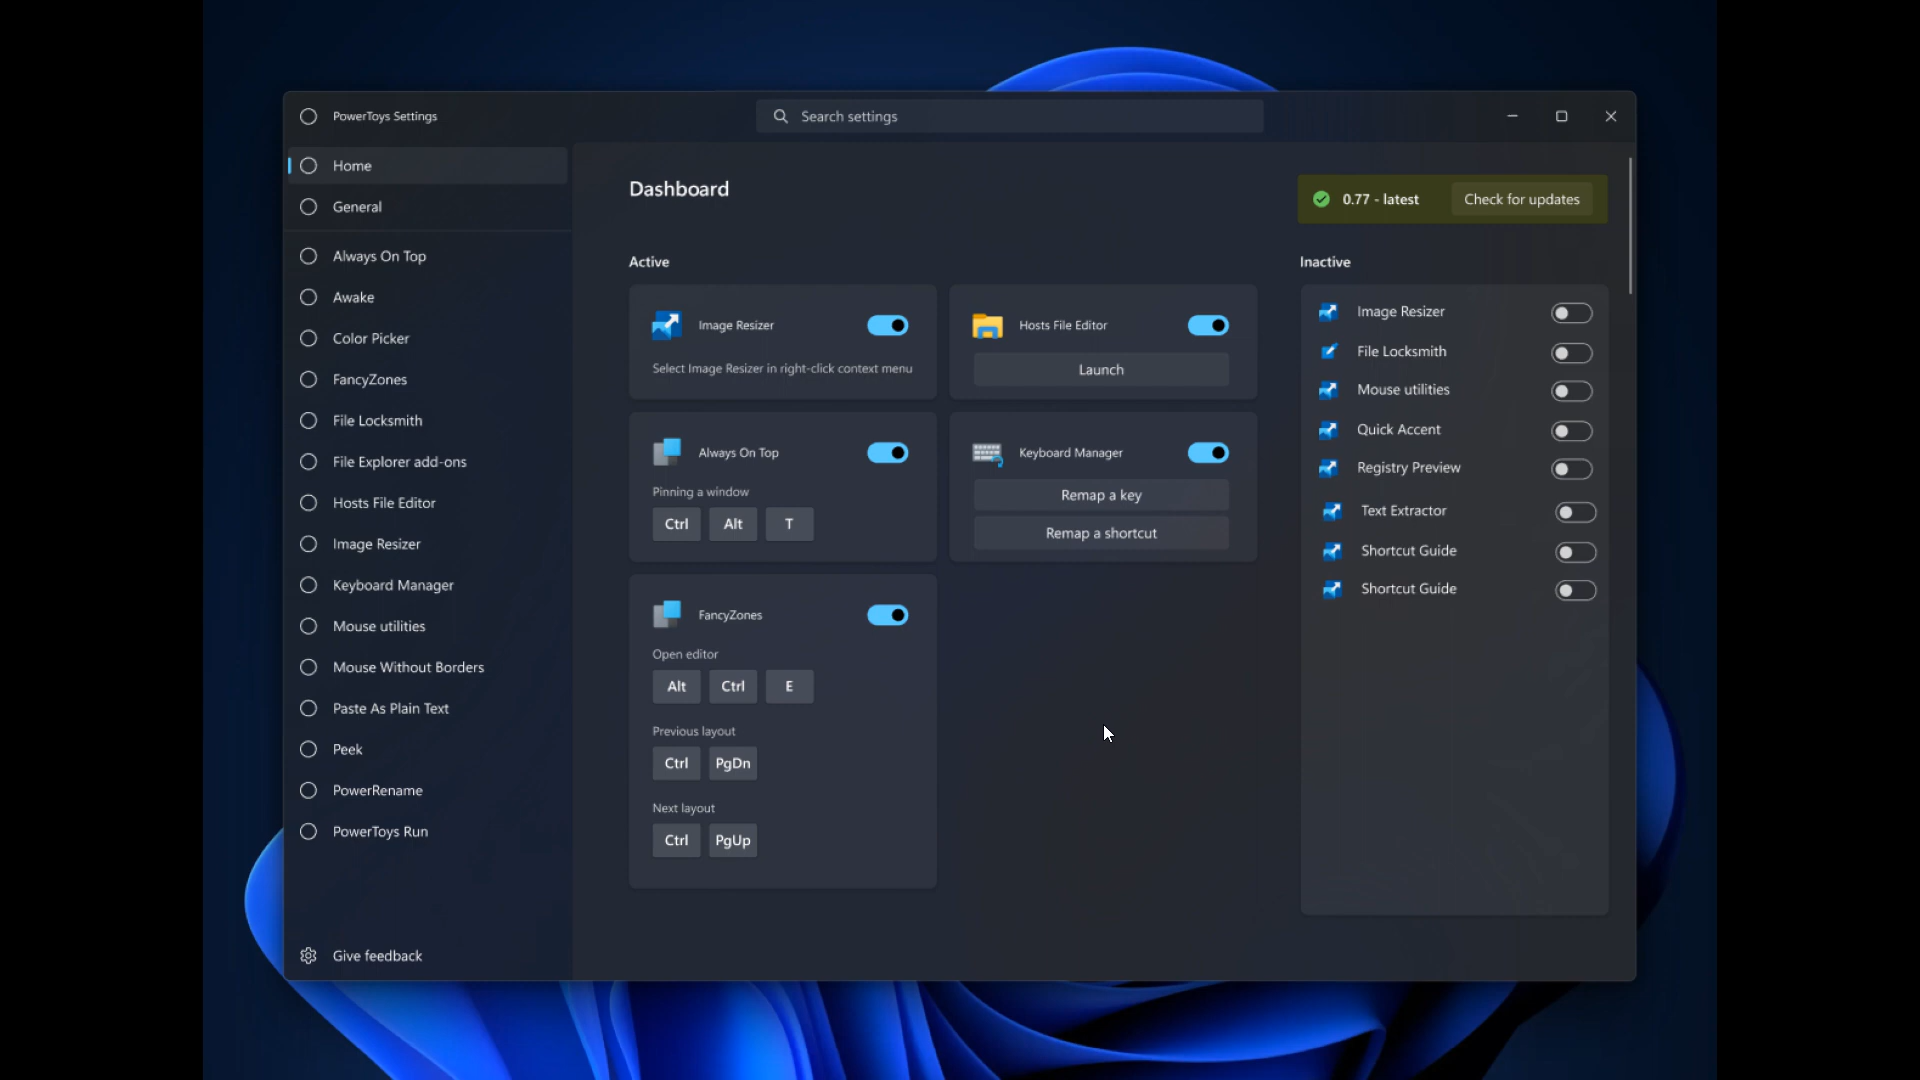 PowerToys Settings
Search settings
Home
General
Always On Top
Awake
Color Picker
FancyZones
File Locksmith
File Explorer add-ons
Hosts File Editor
Image Resizer
Keyboard Manager
Mouse utilities
Mouse Without Borders
Paste As Plain Text
Peek
PowerRename
PowerToys Run
Give feedback
Dashboard
0.77 - latest
Check for updates
Active
Image Resizer
Select Image Resizer in right-click context menu
Hosts File Editor
Launch
Always On Top
Pinning a window
Ctrl Alt T
Keyboard Manager
Remap a key
Remap a shortcut
FancyZones
Open editor
Alt Ctrl E
Previous layout
Ctrl PgDn
Next layout
Ctrl PgUp
Inactive
Image Resizer
File Locksmith
Mouse utilities
Quick Accent
Registry Preview
Text Extractor
Shortcut Guide
Shortcut Guide